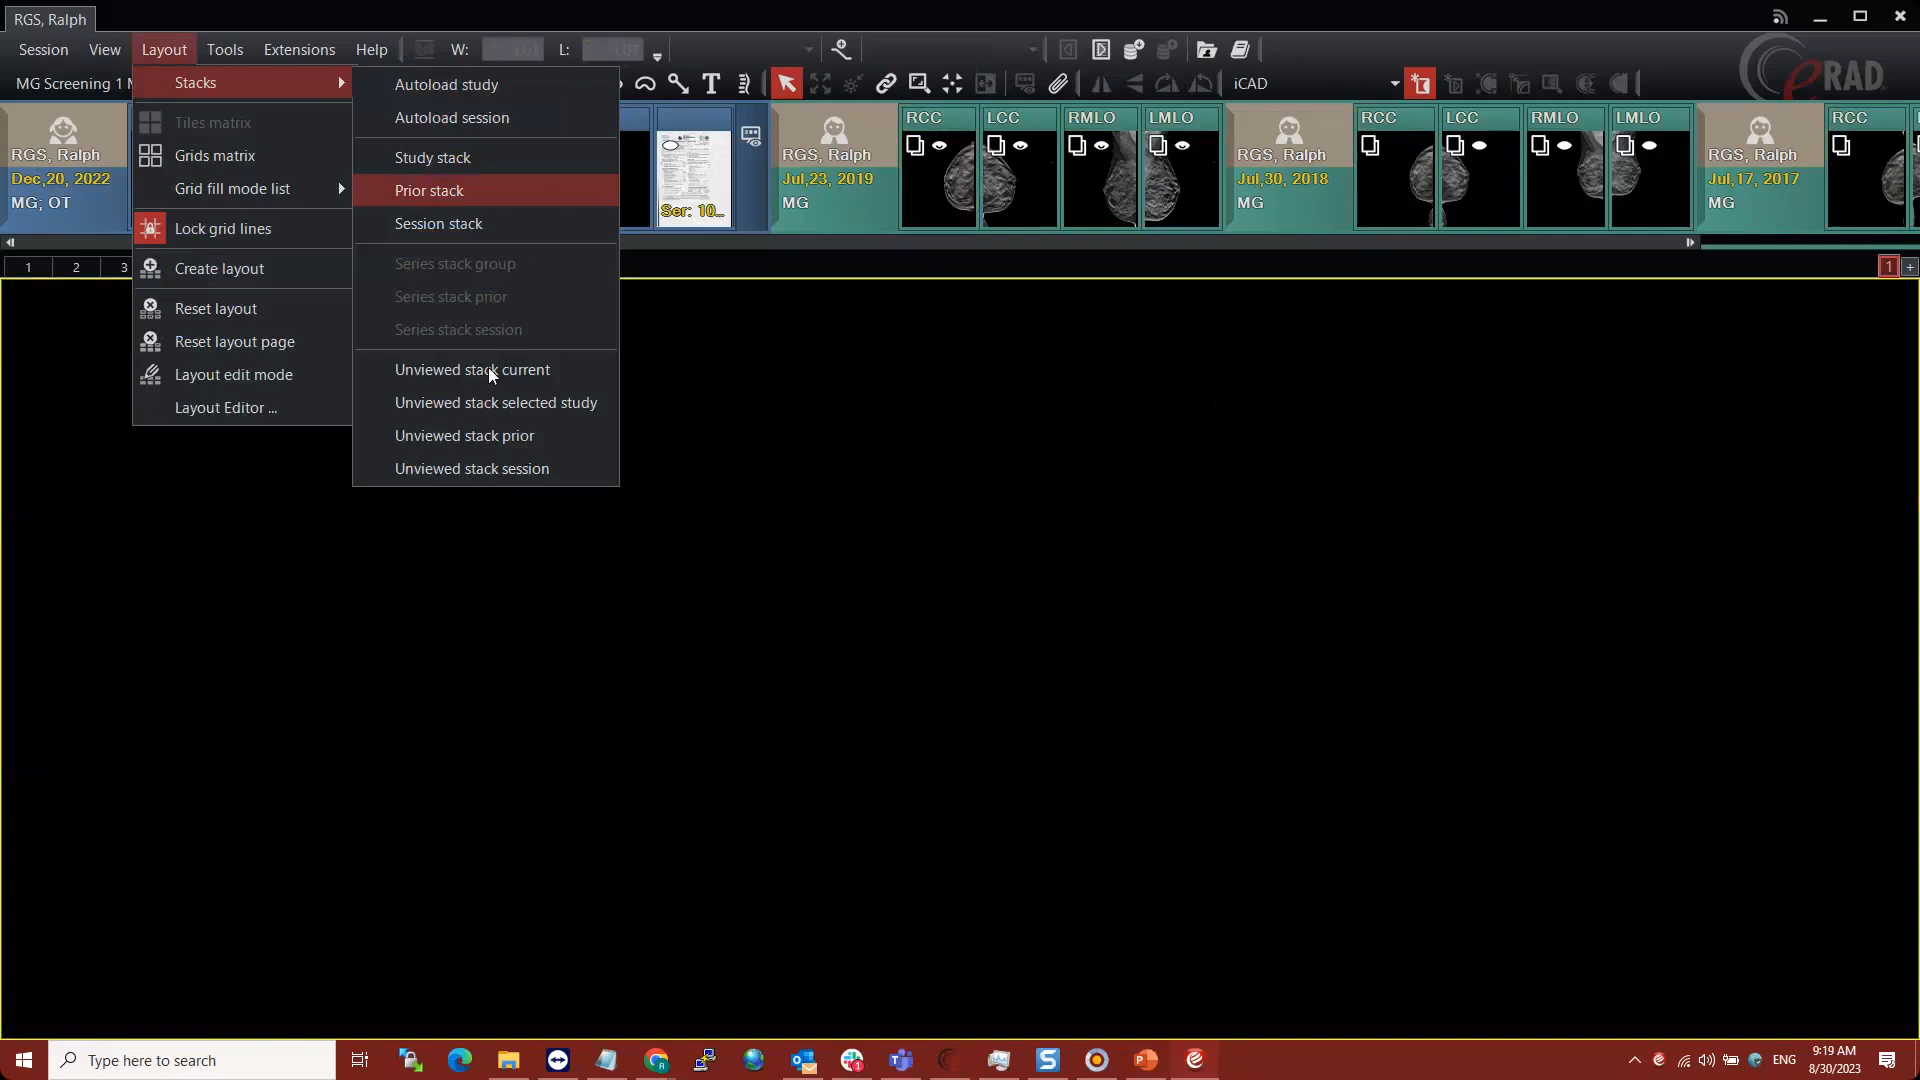 RGS, Ralph
Session View Layout Tools Extensions Help W: LUT L: LUT
MG Screening 1 iCAD
eRAD
Stacks
Tiles matrix
Grids matrix
Grid fill mode list
Lock grid lines
Create layout
Reset layout
Reset layout page
Layout edit mode
Layout Editor ...
Autoload study
Autoload session
Study stack
Prior stack
Session stack
Series stack group
Series stack prior
Series stack session
Unviewed stack current
Unviewed stack selected study
Unviewed stack prior
Unviewed stack session
RGS, Ralph
Dec,20, 2022
MG; OT
Ser: 10...
RGS, Ralph
Jul,23, 2019
MG
RCC LCC RMLO LMLO
RGS, Ralph
Jul,30, 2018
MG
RCC LCC RMLO LMLO
RGS, Ralph
Jul,17, 2017
MG
RCC
1 2 3 1 +
Type here to search
ENG
9:19 AM
8/30/2023